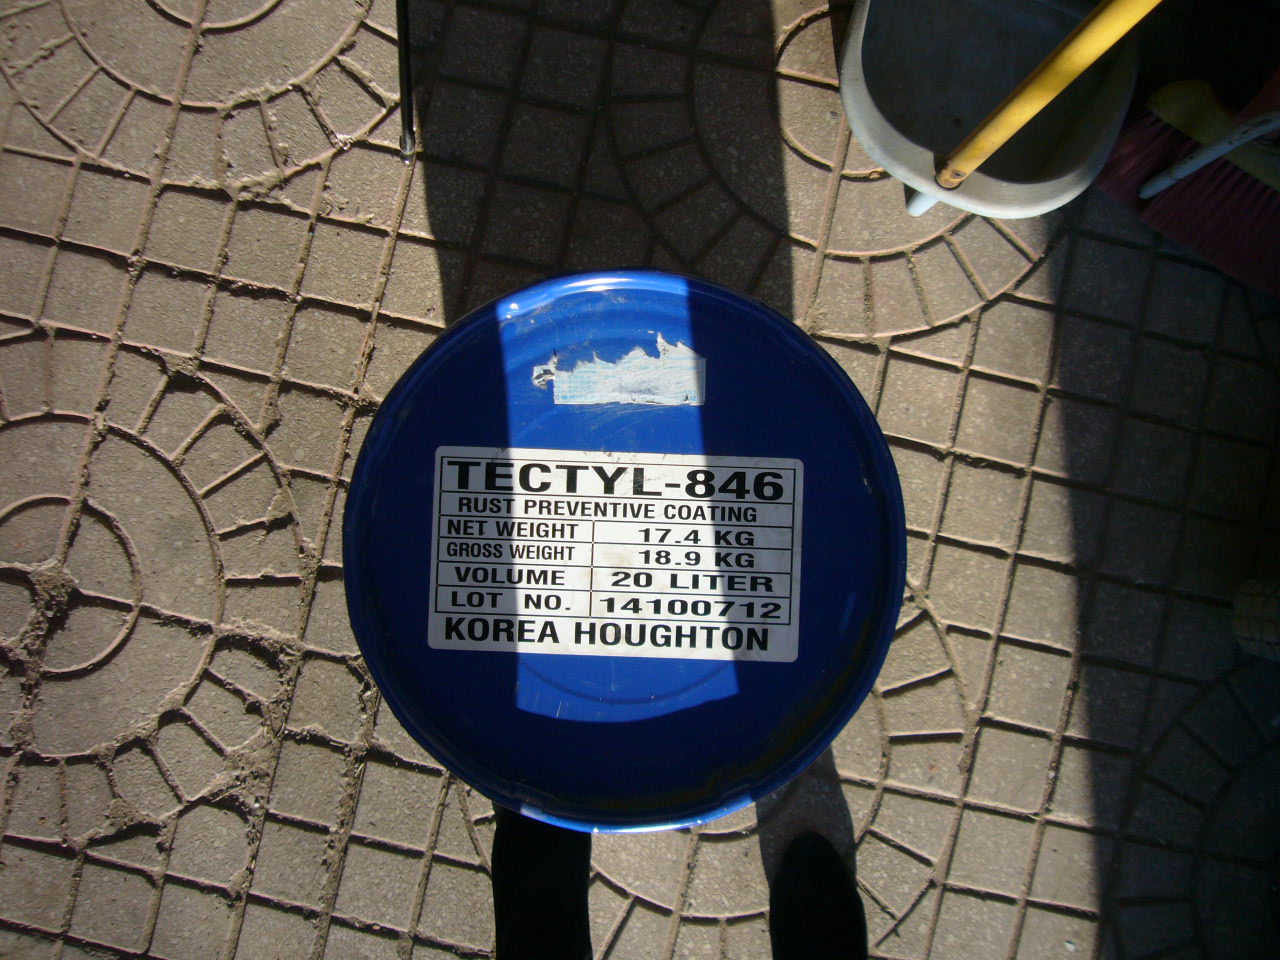 TECTYL-846
RUST PREVENTIVE COATING
NET WEIGHT 17.4 KG
GROSS WEIGHT 18.9 KG
VOLUME 20 LITER
LOT NO. 14100712
KOREA HOUGHTON